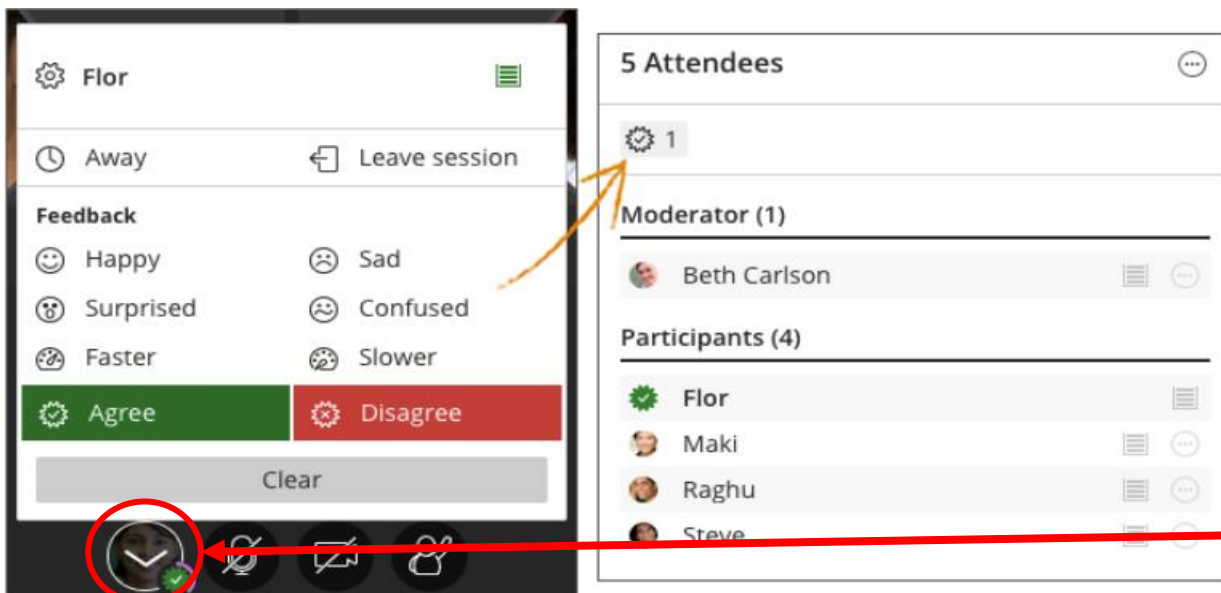 Flor
Away
Leave session
Feedback
Happy
Sad
Surprised
Confused
Faster
Slower
Agree
Disagree
Clear
5 Attendees
1
Moderator (1)
Beth Carlson
Participants (4)
Flor
Maki
Raghu
Steve